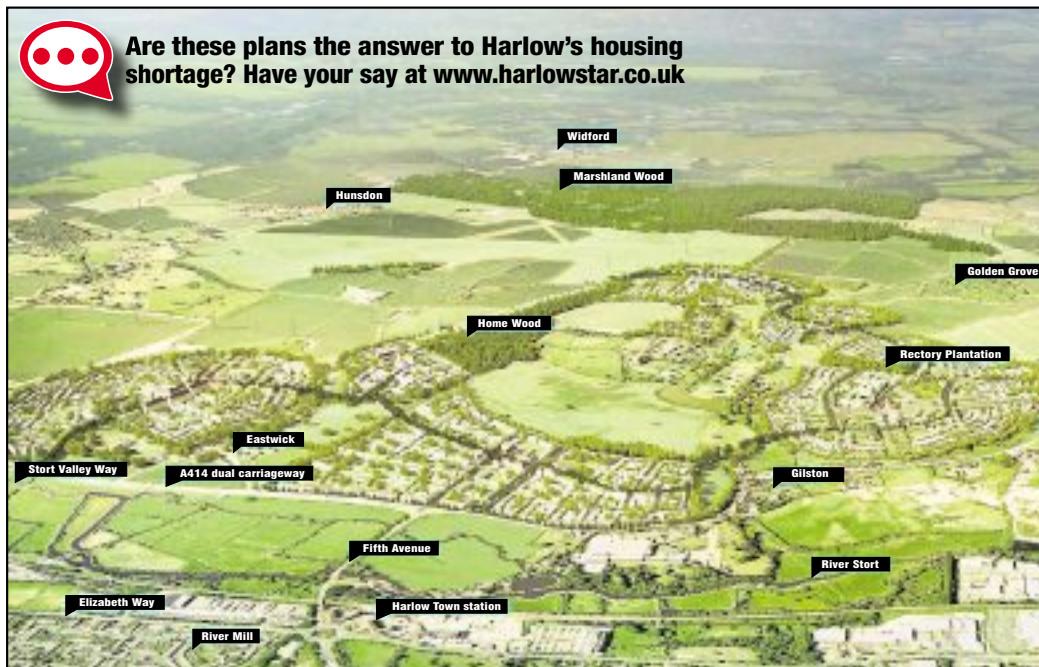 Are these plans the answer to Harlow's housing
shortage? Have your say at www.harlowstar.co.uk
Widford
Marshland Wood
Hunsdon
Golden Grove
Home Wood
Rectory Plantation
Eastwick
Stort Valley Way
A414 dual carriageway
Gilston
Fifth Avenue
River Stort
Elizabeth Way
Harlow Town station
River Mill